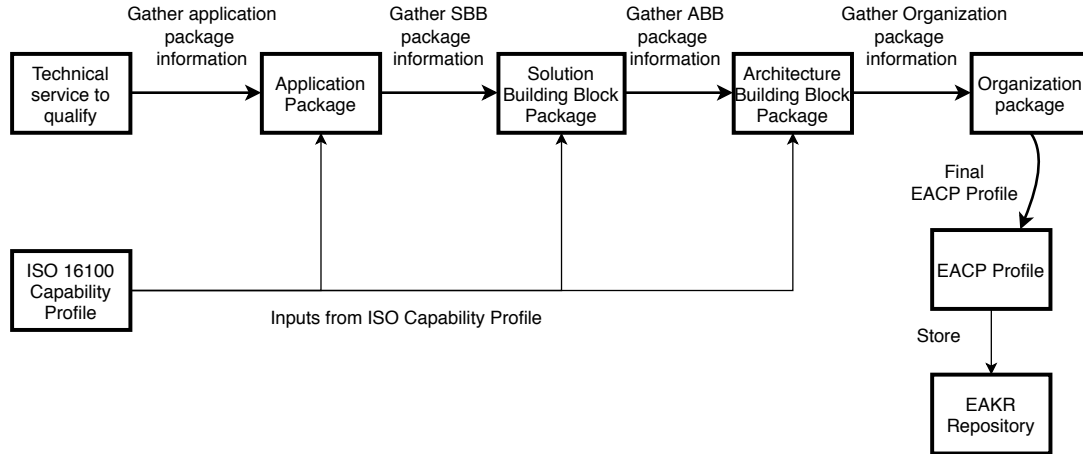 Gather application
package
information
Gather SBB
package
information
Gather ABB
package
information
Gather Organization
package
information
Technical
service to
qualify
Application
Package
Solution
Building Block
Package
Architecture
Building Block
Package
Organization
package
Final
EACP Profile
ISO 16100
Capability
Profile
EACP Profile
Inputs from ISO Capability Profile
Store
EAKR
Repository